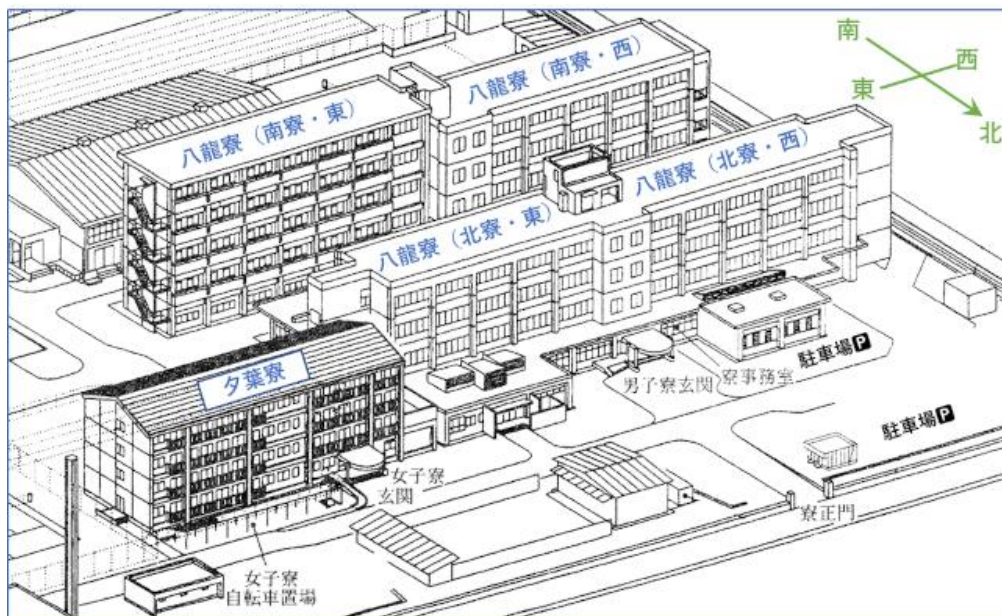 南
西
東
北
八龍寮（南寮・西）
八龍寮（南寮・東）
八龍寮（北寮・西）
八龍寮（北寮・東）
夕葉寮
駐車場P
男子寮玄関
寮事務室
駐車場P
女子寮
玄関
寮正門
女子寮
自転車置場